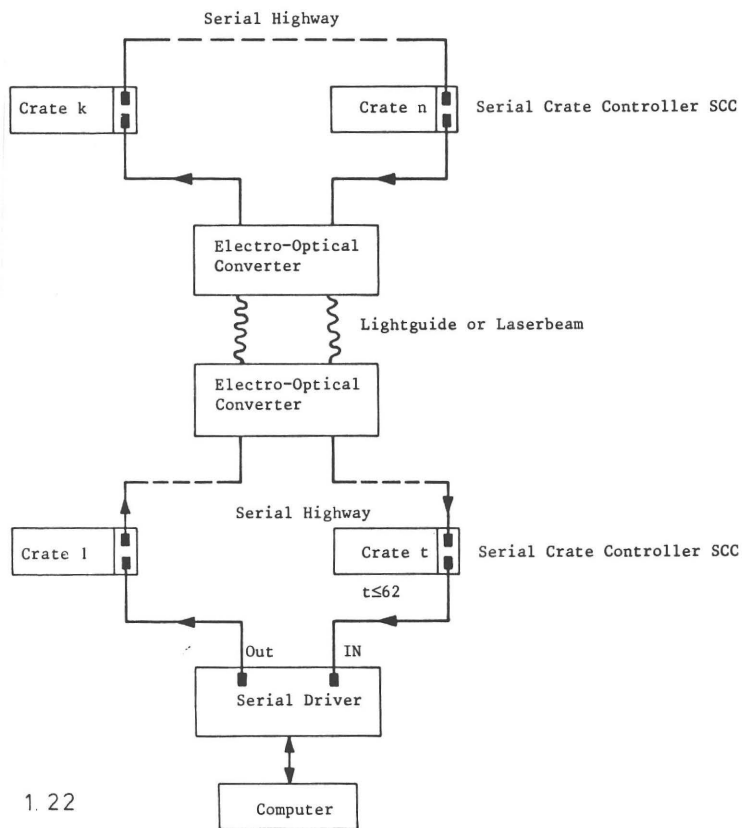 Serial Highway
Crate k
Crate n
Serial Crate Controller SCC
Electro-Optical
Converter
Lightguide or Laserbeam
Electro-Optical
Converter
Serial Highway
Crate 1
Crate t
Serial Crate Controller SCC
t≤62
Out
IN
Serial Driver
1.22
Computer